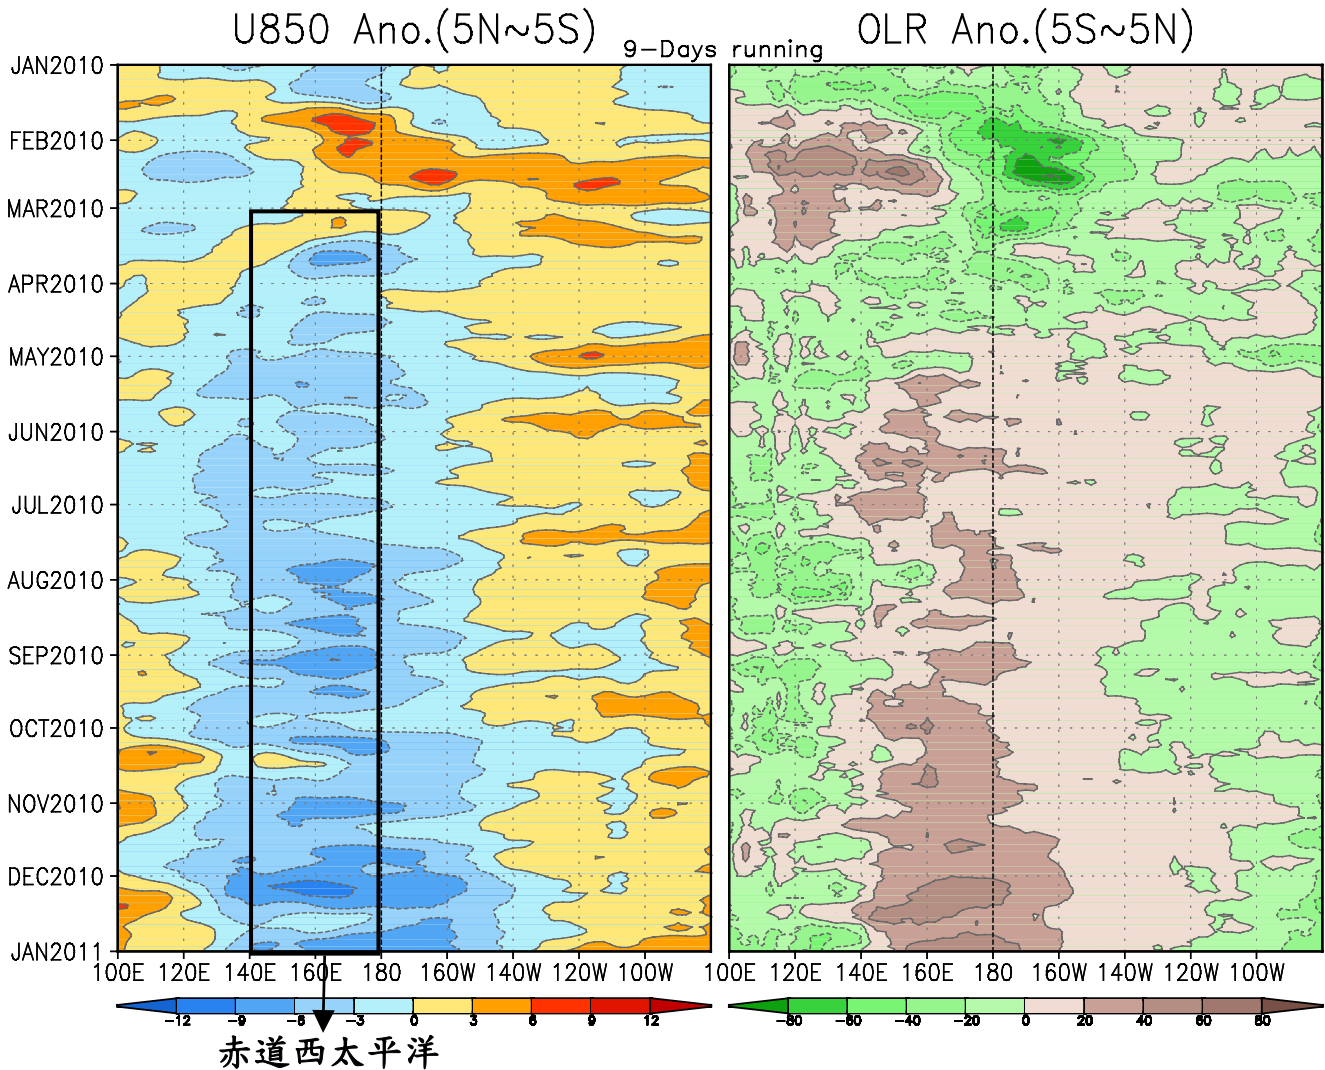 U850 Ano.(5N~5S)
9-Days running
OLR Ano.(5S~5N)
JAN2010
FEB2010
MAR2010
APR2010
MAY2010
JUN2010
JUL2010
AUG2010
SEP2010
OCT2010
NOV2010
DEC2010
JAN2011
100E 120E 140E 160E 180 160W 140W 120W 100W
100E 120E 140E 160E 180 160W 140W 120W 100W
-12 -9 -6 -3 0 3 6 9 12
-80 -60 -40 -20 0 20 40 60 80
赤道西太平洋